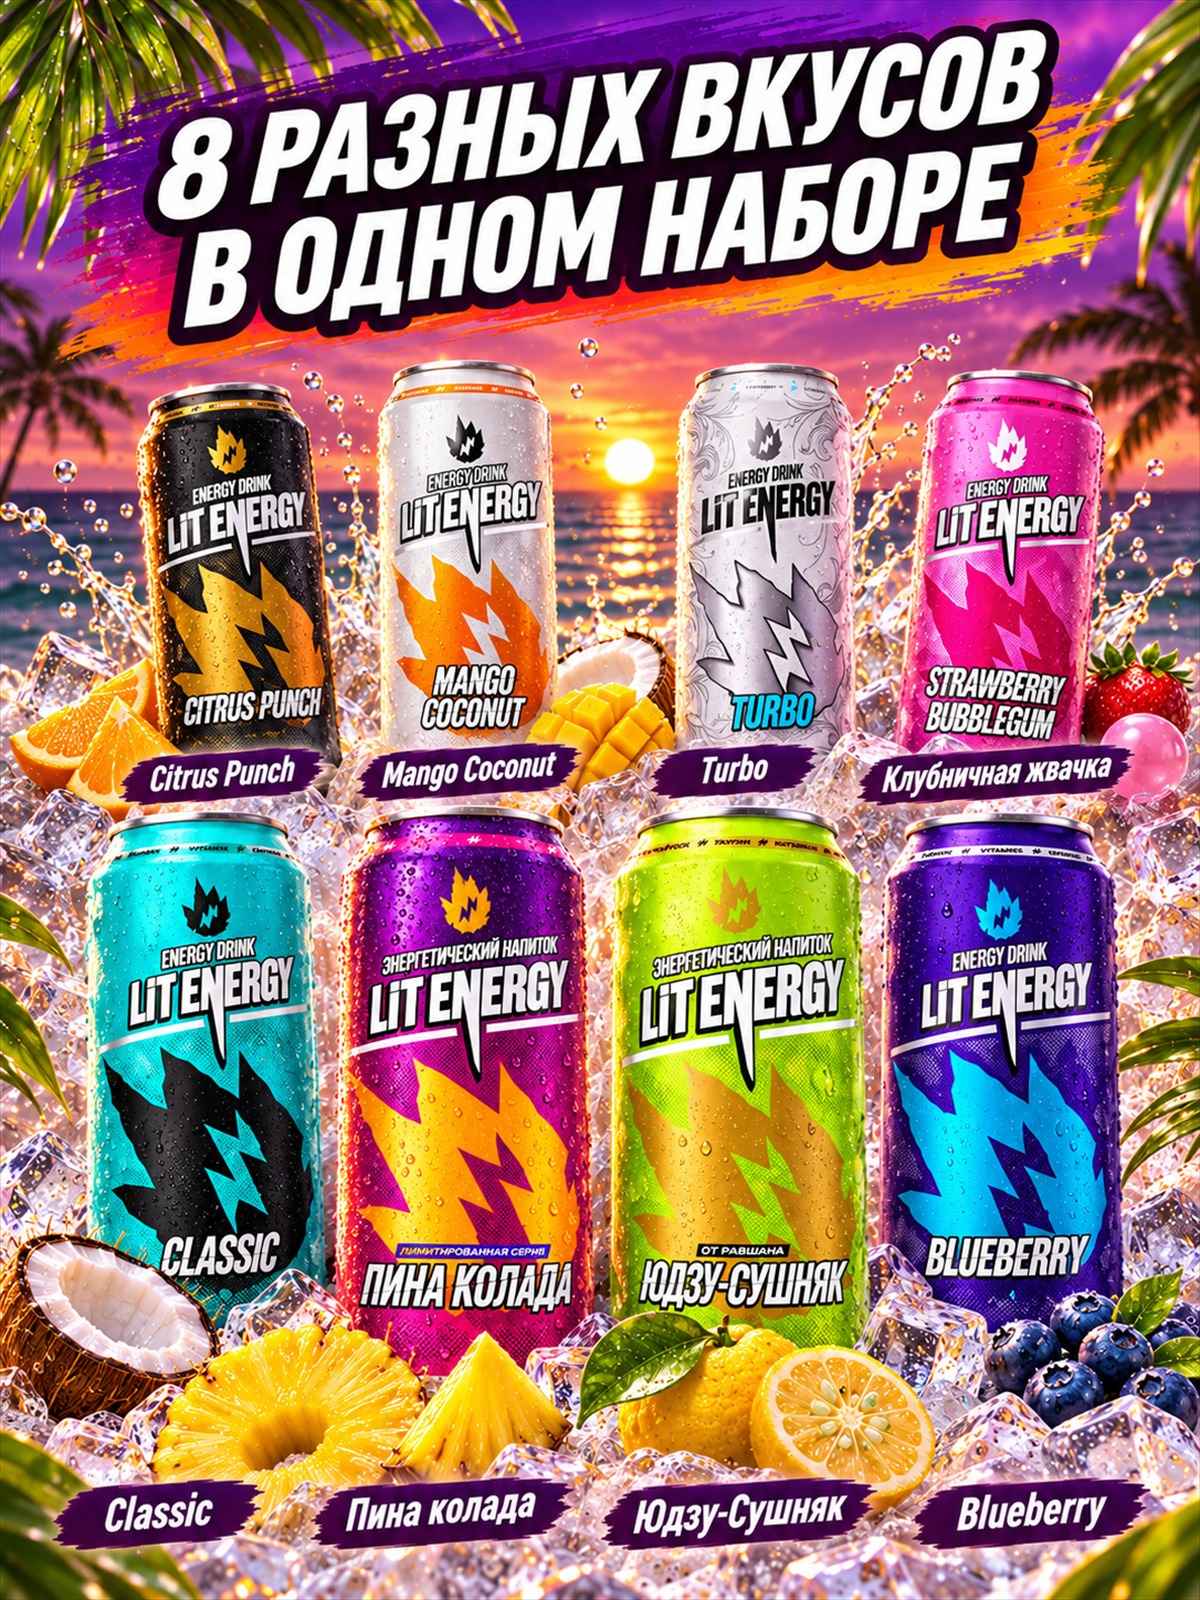 8 РАЗНЫХ ВКУСОВ
В ОДНОМ НАБОРЕ
ENERGY DRINK
LIT ENERGY
CITRUS PUNCH
ENERGY DRINK
LIT ENERGY
MANGO
COCONUT
ENERGY DRINK
LIT ENERGY
TURBO
ENERGY DRINK
LIT ENERGY
STRAWBERRY
BUBBLEGUM
Citrus Punch
Mango Coconut
Turbo
Клубничная жвачка
ENERGY DRINK
LIT ENERGY
CLASSIC
ЭНЕРГЕТИЧЕСКИЙ НАПИТОК
LIT ENERGY
ЛИМИТИРОВАННАЯ СЕРИЯ
ПИНА КОЛАДА
ЭНЕРГЕТИЧЕСКИЙ НАПИТОК
LIT ENERGY
ОТ РАВШАНА
ЮДЗУ-СУШНЯК
ENERGY DRINK
LIT ENERGY
BLUEBERRY
Classic
Пина колада
Юдзу-Сушняк
Blueberry